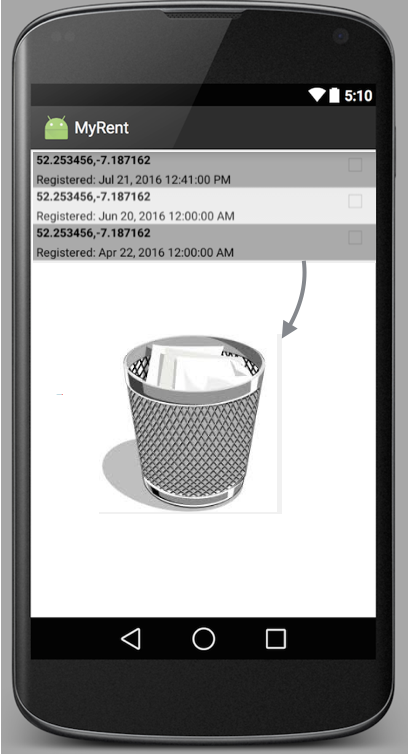 5:10
MyRent
52.253456,-7.187162
Registered: Jul 21, 2016 12:41:00 PM
52.253456,-7.187162
Registered: Jun 20, 2016 12:00:00 AM
52.253456,-7.187162
Registered: Apr 22, 2016 12:00:00 AM